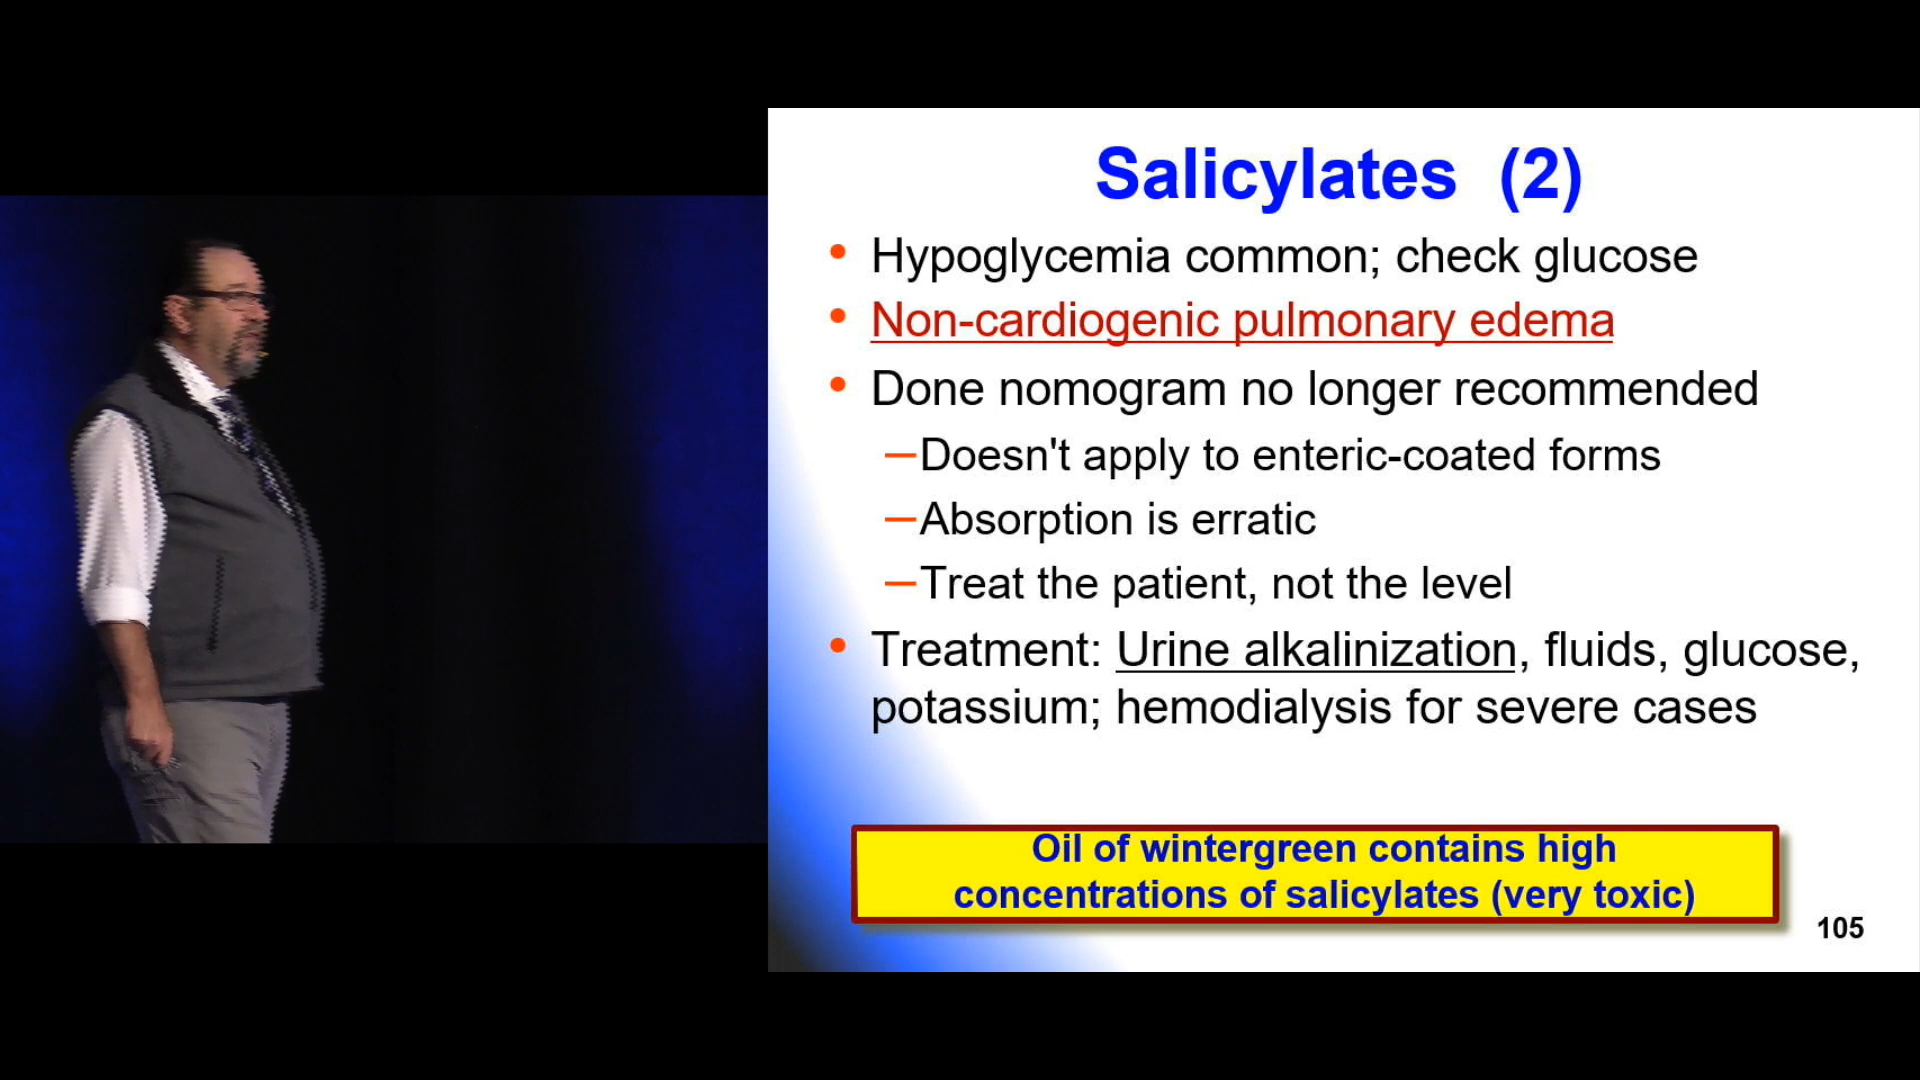 Salicylates (2)
• Hypoglycemia common; check glucose
• Non-cardiogenic pulmonary edema
• Done nomogram no longer recommended
—Doesn't apply to enteric-coated forms
—Absorption is erratic
—Treat the patient, not the level
• Treatment: Urine alkalinization, fluids, glucose,
potassium; hemodialysis for severe cases
Oil of wintergreen contains high
concentrations of salicylates (very toxic)
105